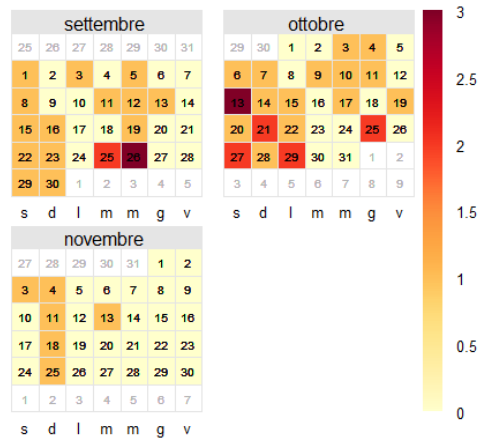 settembre
25 26 27 28 29 30 31
1 2 3 4 5 6 7
8 9 10 11 12 13 14
15 16 17 18 19 20 21
22 23 24 25 26 27 28
29 30 1 2 3 4 5
s d l m m g v
ottobre
29 30 1 2 3 4 5
6 7 8 9 10 11 12
13 14 15 16 17 18 19
20 21 22 23 24 25 26
27 28 29 30 31 1 2
3 4 5 6 7 8 9
s d l m m g v
novembre
27 28 29 30 31 1 2
3 4 5 6 7 8 9
10 11 12 13 14 15 16
17 18 19 20 21 22 23
24 25 26 27 28 29 30
1 2 3 4 5 6 7
s d l m m g v
3
2.5
2
1.5
1
0.5
0